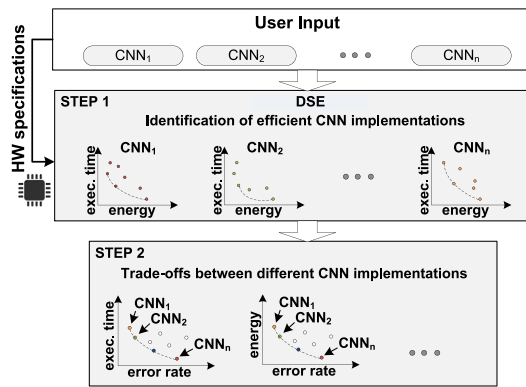 User Input
CNN1
CNN2
CNNn
HW specifications
STEP 1
DSE
Identification of efficient CNN implementations
exec. time
CNN1
energy
exec. time
CNN2
energy
exec. time
CNNn
energy
STEP 2
Trade-offs between different CNN implementations
exec. time
CNN1
CNN2
CNNn
error rate
energy
CNN1
CNN2
CNNn
error rate